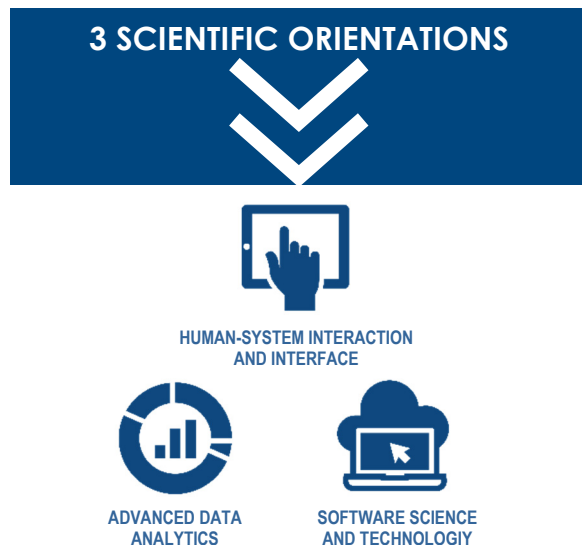 3 SCIENTIFIC ORIENTATIONS
HUMAN-SYSTEM INTERACTION
AND INTERFACE
ADVANCED DATA
ANALYTICS
SOFTWARE SCIENCE
AND TECHNOLOGIY